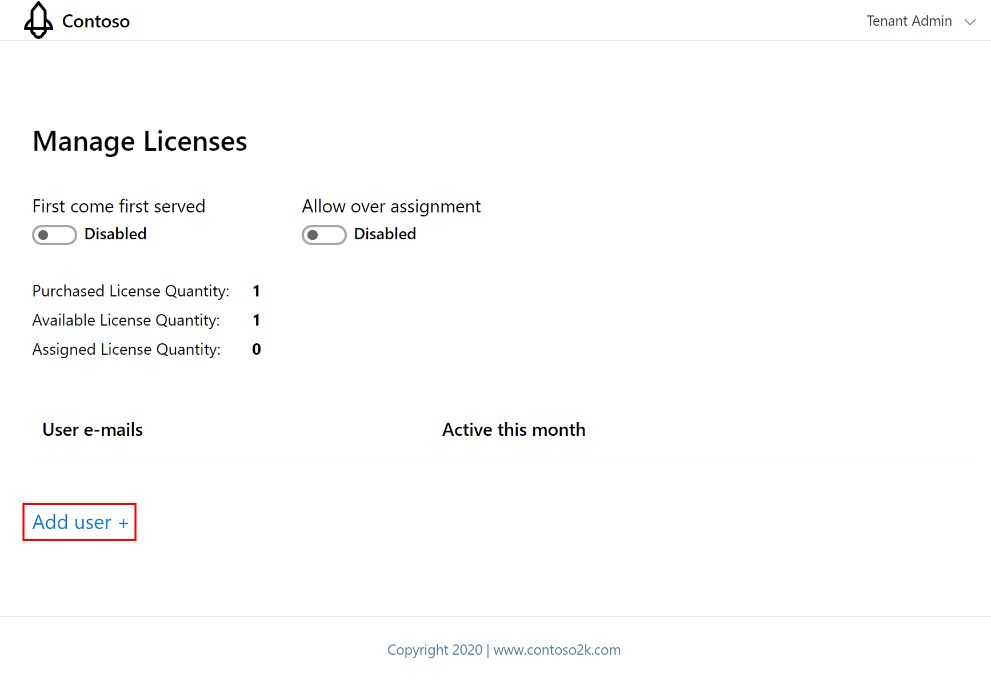 Contoso
Tenant Admin
Manage Licenses
First come first served
Allow over assignment
Disabled
Disabled
Purchased License Quantity: 1
Available License Quantity: 1
Assigned License Quantity: 0
User e-mails
Active this month
Add user +
Copyright 2020 | www.contoso2k.com